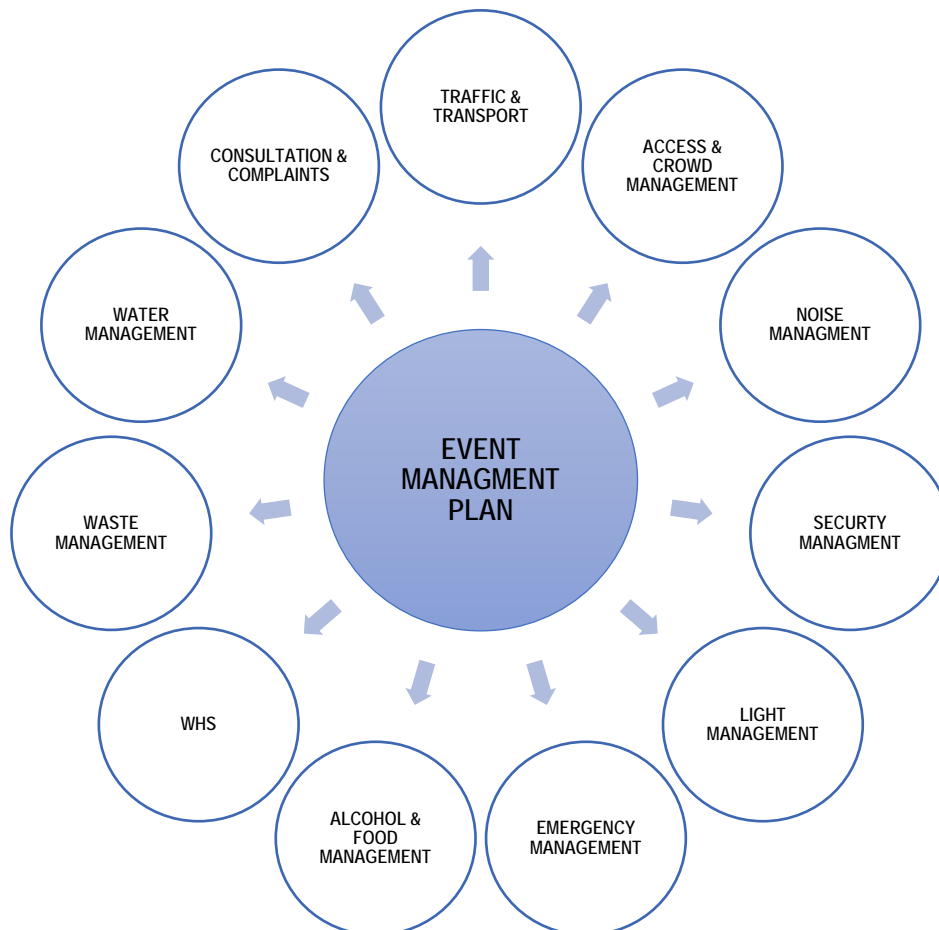 TRAFFIC &
TRANSPORT
ACCESS &
CROWD
MANAGEMENT
NOISE
MANAGMENT
SECURTY
MANAGMENT
LIGHT
MANAGEMENT
EMERGENCY
MANAGEMENT
ALCOHOL &
FOOD
MANAGEMENT
WHS
WASTE
MANAGEMENT
WATER
MANAGEMENT
CONSULTATION &
COMPLAINTS
EVENT
MANAGMENT
PLAN